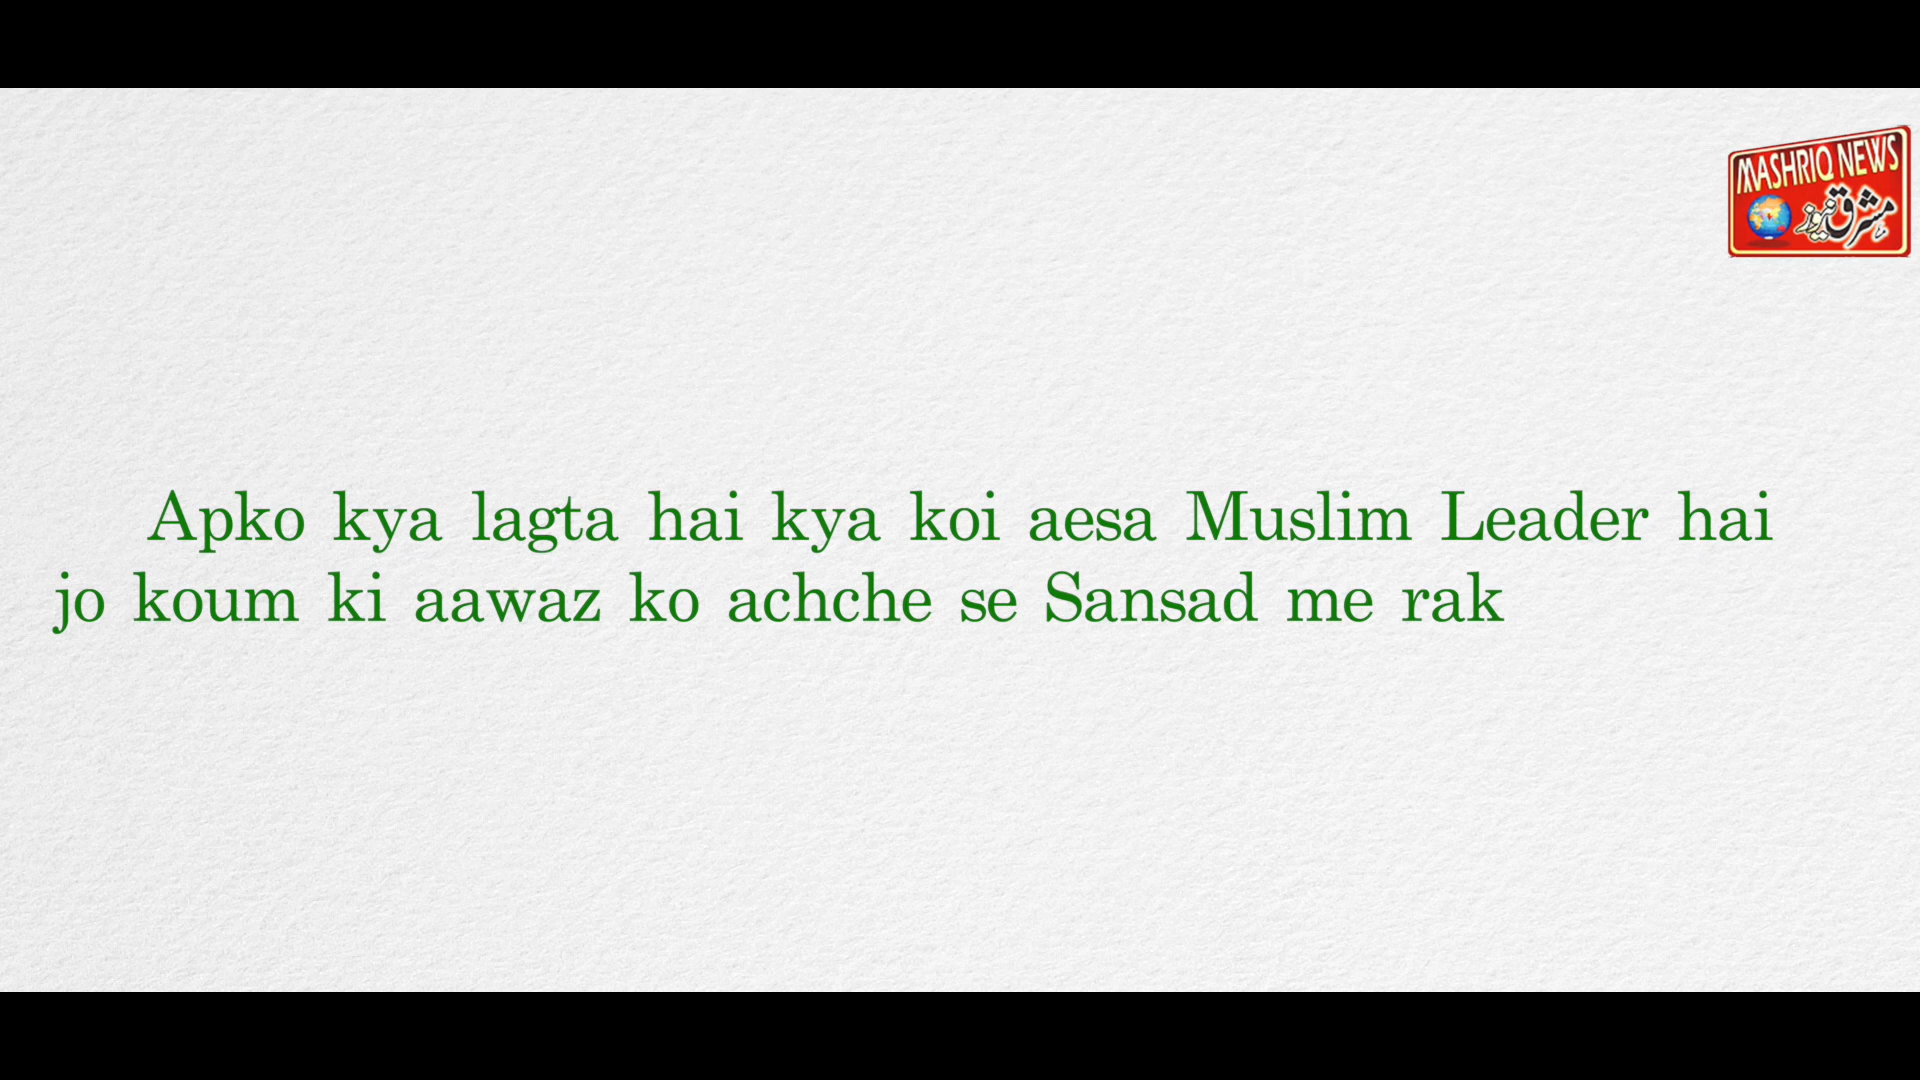 MASHRIQ NEWS
مشرق نیوز
Apko kya lagta hai kya koi aesa Muslim Leader hai
jo koum ki aawaz ko achche se Sansad me rak